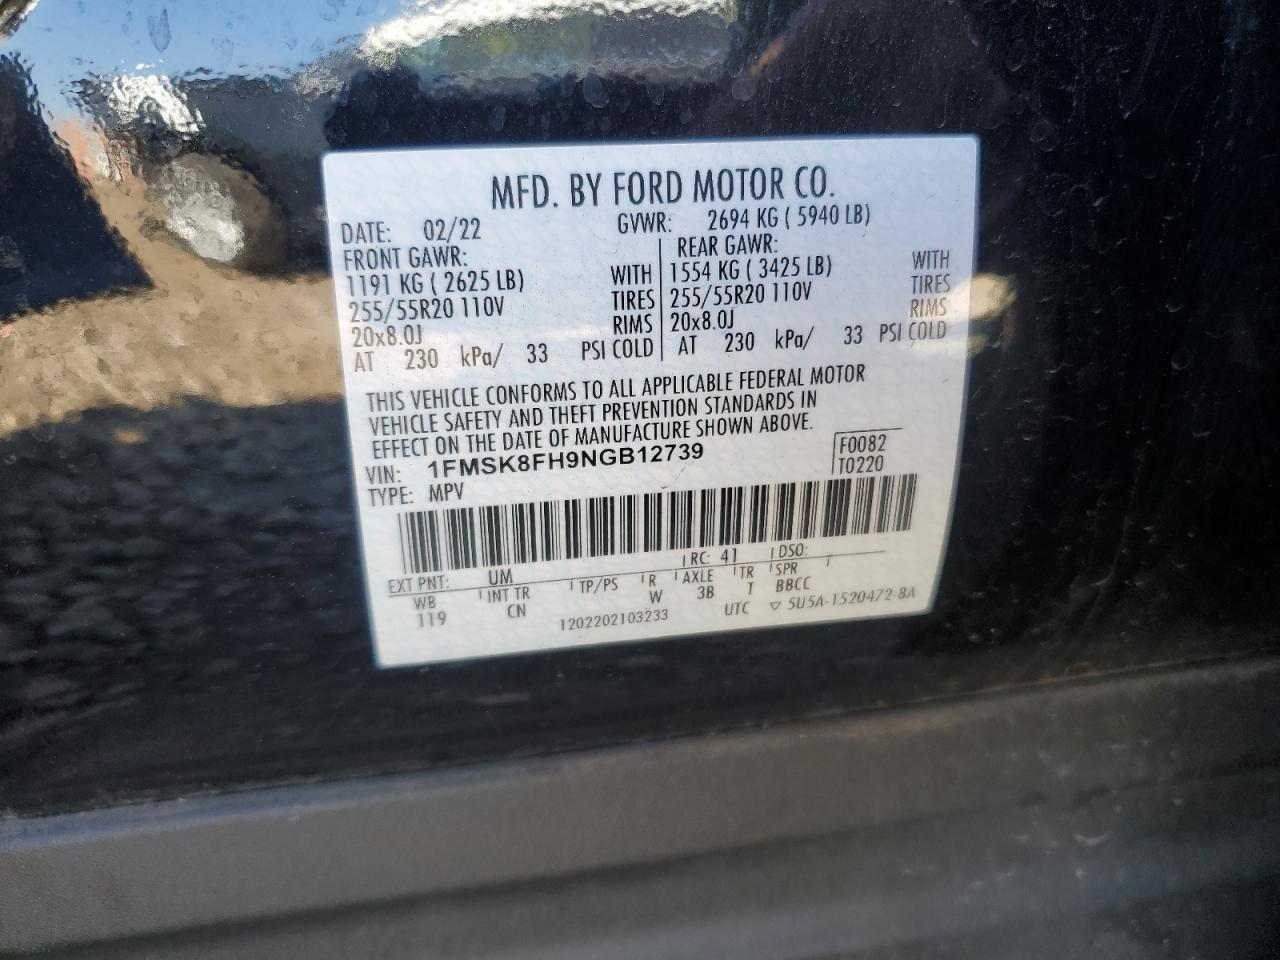 MFD. BY FORD MOTOR CO.
DATE: 02/22 GVWR: 2694 KG ( 5940 LB)
FRONT GAWR: REAR GAWR:
1191 KG ( 2625 LB) WITH 1554 KG ( 3425 LB) WITH
255/55R20 110V TIRES 255/55R20 110V TIRES
20x8.0J RIMS 20x8.0J RIMS
AT 230 kPa/ 33 PSI COLD AT 230 kPa/ 33 PSI COLD
THIS VEHICLE CONFORMS TO ALL APPLICABLE FEDERAL MOTOR
VEHICLE SAFETY AND THEFT PREVENTION STANDARDS IN
EFFECT ON THE DATE OF MANUFACTURE SHOWN ABOVE.
VIN: 1FMSK8FH9NGB12739 F0082
TYPE: MPV T0220
EXT PNT: UM RC: 41 DSO:
WB INT TR TP/PS R AXLE TR SPR
119 CN W 3B T BBCC
1202202103233 UTC ▽ 5U5A-1520472-BA